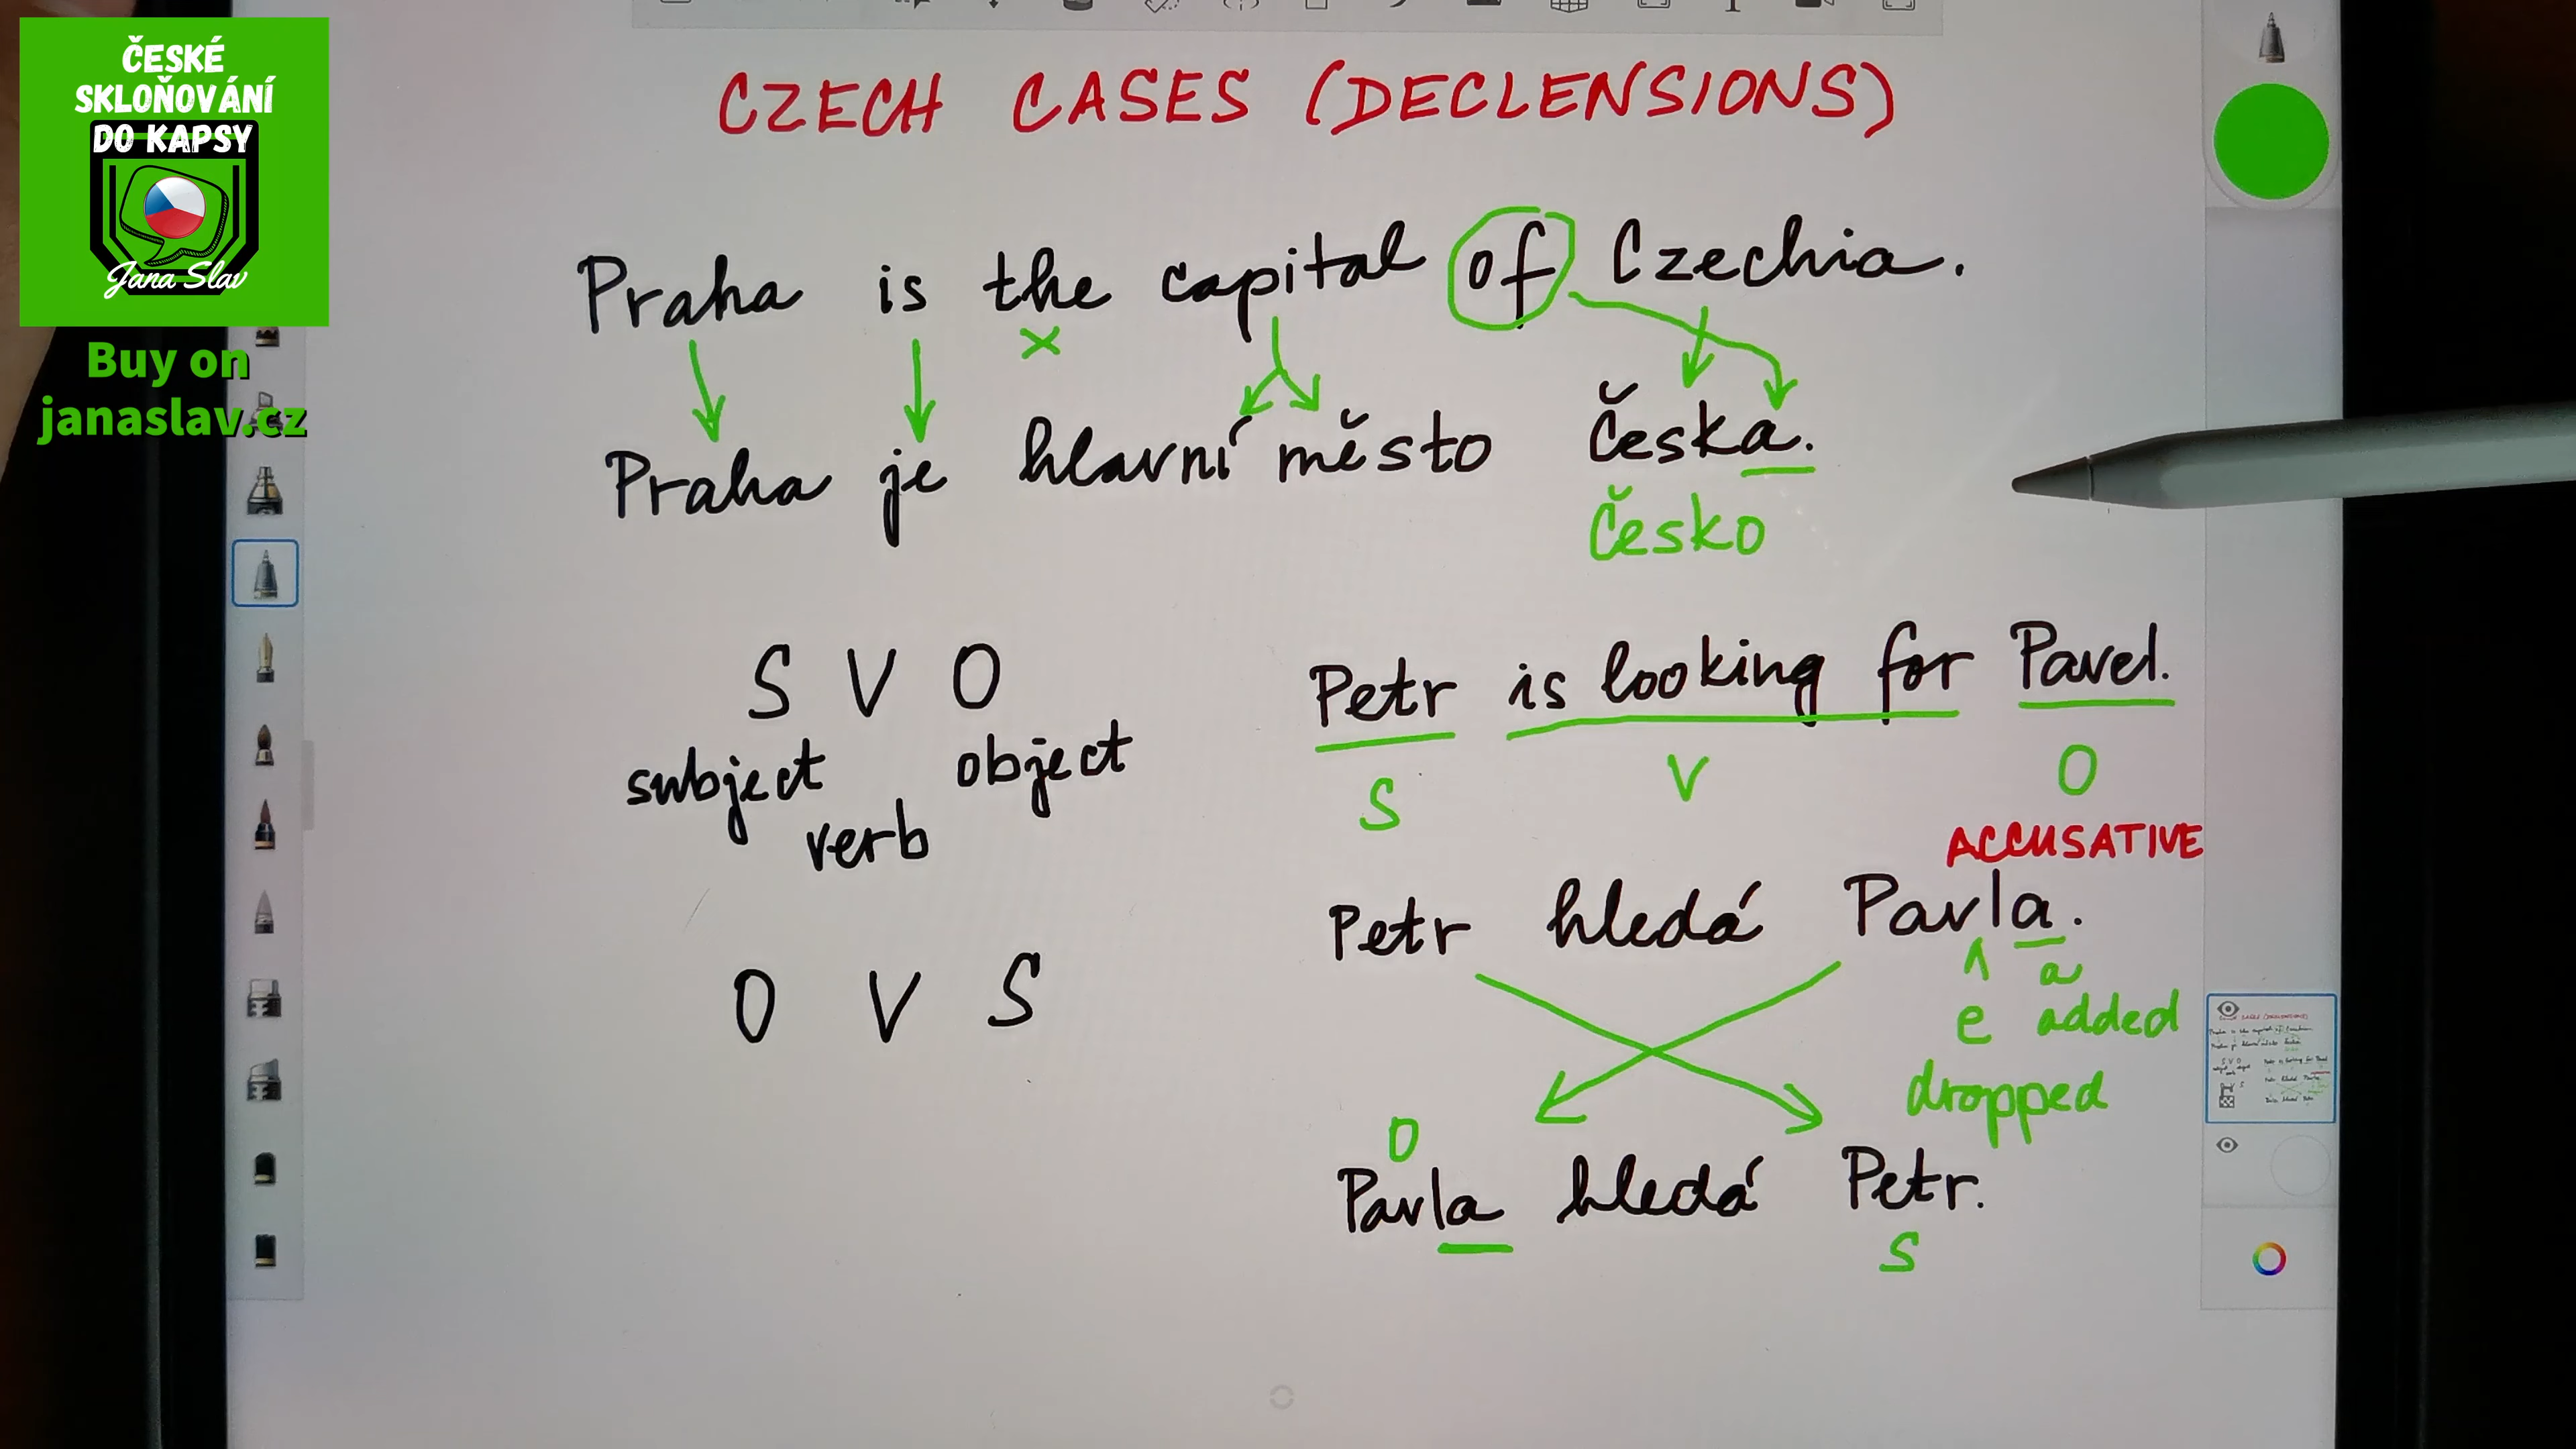 ČESKÉ
SKLOŇOVÁNÍ
DO KAPSY
Jana Slav
Buy on
janaslav.cz
CZECH CASES (DECLENSIONS)
Praha is the capital of Czechia.
x
Praha je hlavní město Česka.
Česko
S V O
subject object
verb
O V S
Petr is looking for Pavel.
S V O
ACCUSATIVE
Petr hledá Pavla.
a
e added
dropped
O
Pavla hledá Petr.
S